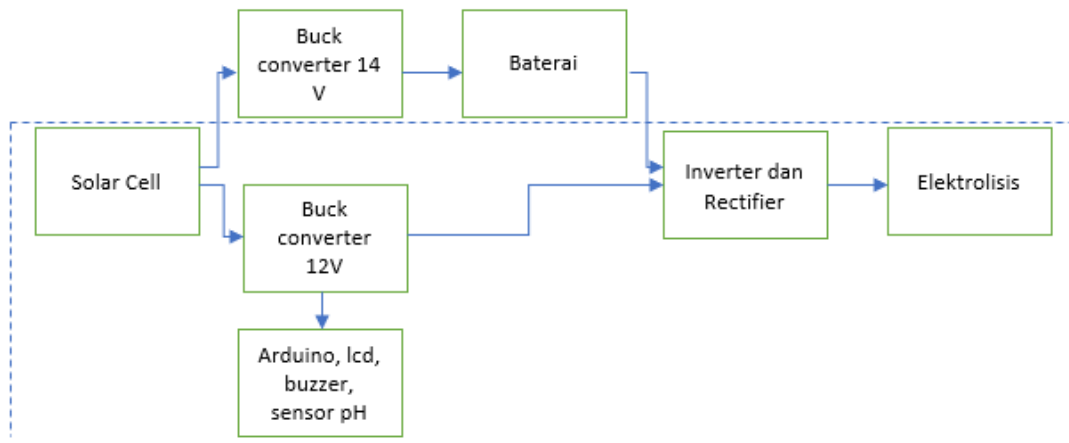 Buck
converter 14
V
Baterai
Solar Cell
Buck
converter
12V
Inverter dan
Rectifier
Elektrolisis
Arduino, lcd,
buzzer,
sensor pH